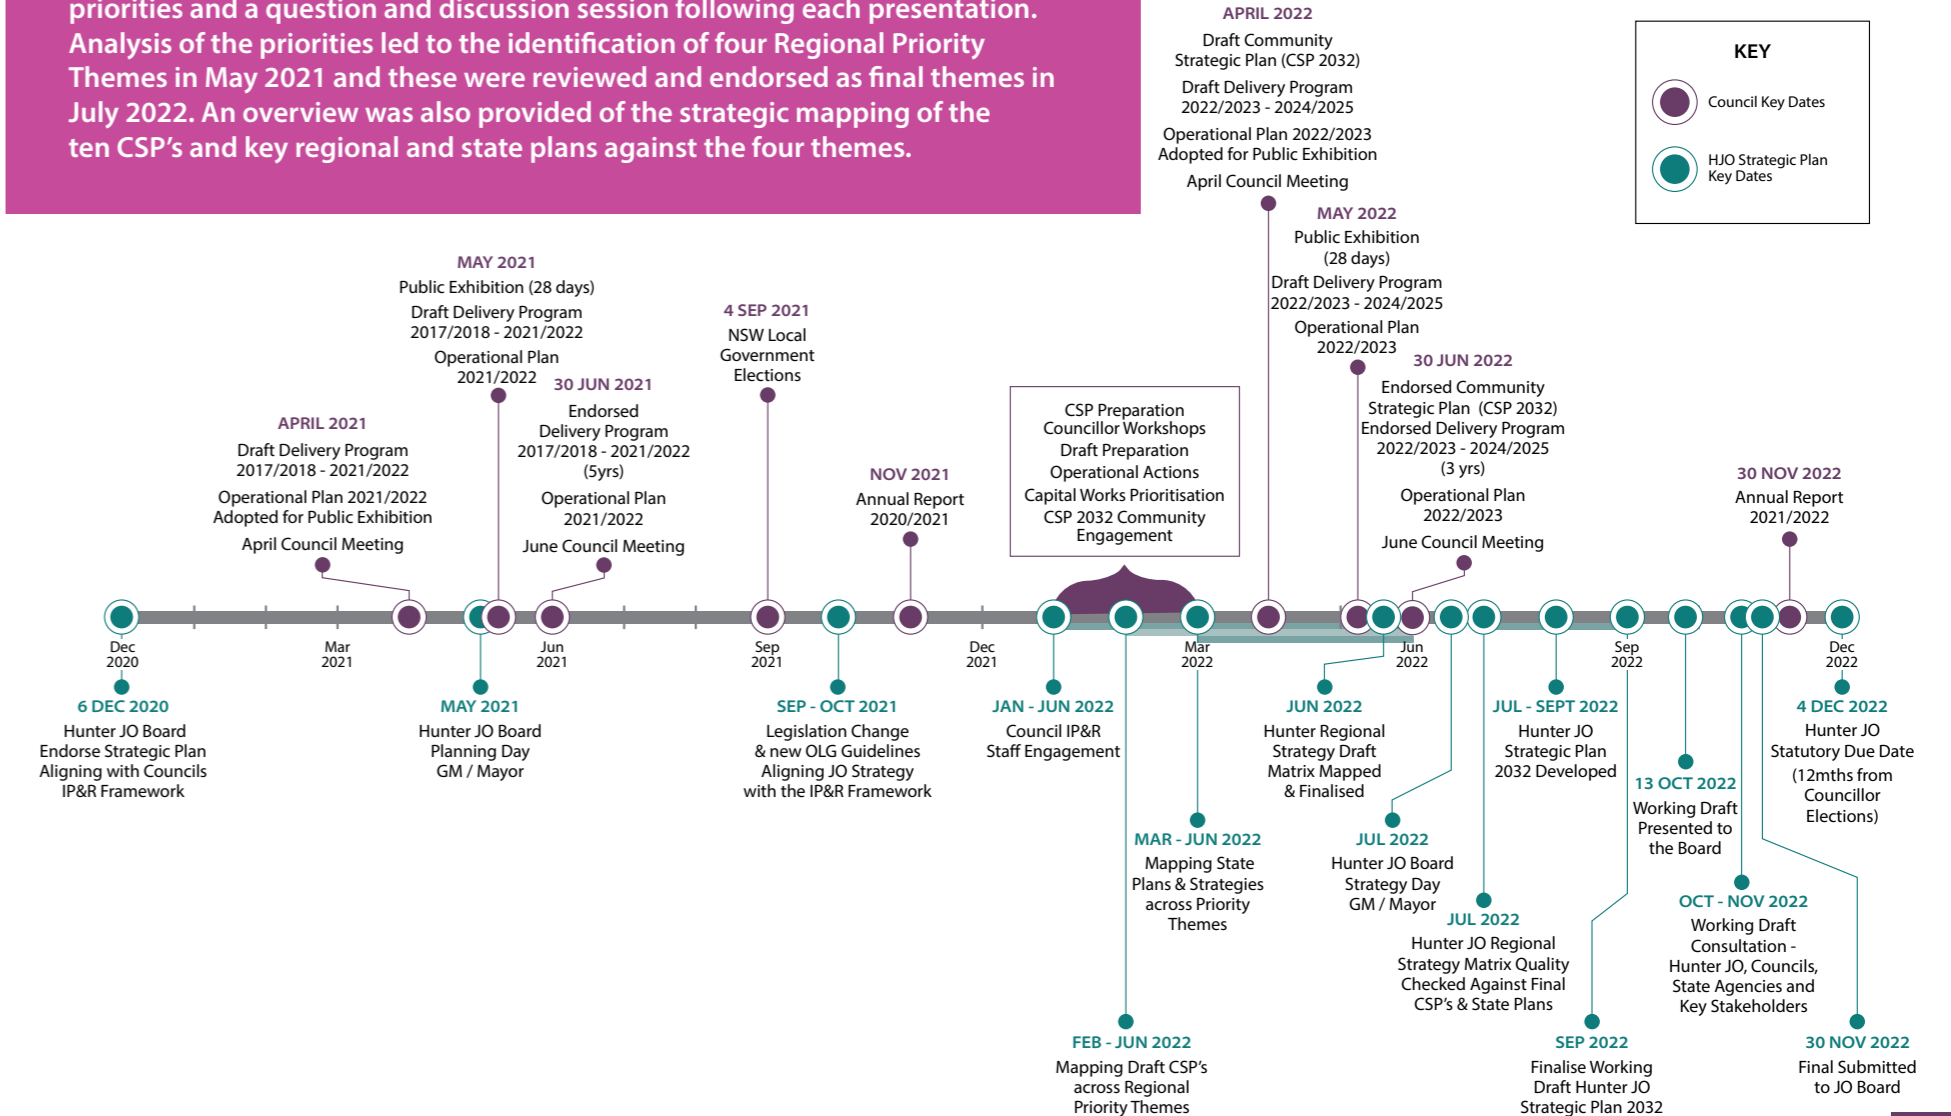 priorities and a question and discussion session following each presentation.
Analysis of the priorities led to the identification of four Regional Priority
Themes in May 2021 and these were reviewed and endorsed as final themes in
July 2022. An overview was also provided of the strategic mapping of the
ten CSP's and key regional and state plans against the four themes.
KEY
Council Key Dates
HJO Strategic Plan
Key Dates
APRIL 2021
Draft Delivery Program
2017/2018 - 2021/2022
Operational Plan 2021/2022
Adopted for Public Exhibition
April Council Meeting
MAY 2021
Public Exhibition (28 days)
Draft Delivery Program
2017/2018 - 2021/2022
Operational Plan
2021/2022
30 JUN 2021
Endorsed
Delivery Program
2017/2018 - 2021/2022
(5yrs)
Operational Plan
2021/2022
June Council Meeting
4 SEP 2021
NSW Local
Government
Elections
NOV 2021
Annual Report
2020/2021
CSP Preparation
Councillor Workshops
Draft Preparation
Operational Actions
Capital Works Prioritisation
CSP 2032 Community
Engagement
APRIL 2022
Draft Community
Strategic Plan (CSP 2032)
Draft Delivery Program
2022/2023 - 2024/2025
Operational Plan 2022/2023
Adopted for Public Exhibition
April Council Meeting
MAY 2022
Public Exhibition
(28 days)
Draft Delivery Program
2022/2023 - 2024/2025
Operational Plan
2022/2023
30 JUN 2022
Endorsed Community
Strategic Plan (CSP 2032)
Endorsed Delivery Program
2022/2023 - 2024/2025
(3 yrs)
Operational Plan
2022/2023
June Council Meeting
30 NOV 2022
Annual Report
2021/2022
Dec
2020
Mar
2021
Jun
2021
Sep
2021
Dec
2021
Mar
2022
Jun
2022
Sep
2022
Dec
2022
6 DEC 2020
Hunter JO Board
Endorse Strategic Plan
Aligning with Councils
IP&R Framework
MAY 2021
Hunter JO Board
Planning Day
GM / Mayor
SEP - OCT 2021
Legislation Change
& new OLG Guidelines
Aligning JO Strategy
with the IP&R Framework
JAN - JUN 2022
Council IP&R
Staff Engagement
FEB - JUN 2022
Mapping Draft CSP's
across Regional
Priority Themes
MAR - JUN 2022
Mapping State
Plans & Strategies
across Priority
Themes
JUN 2022
Hunter Regional
Strategy Draft
Matrix Mapped
& Finalised
JUL 2022
Hunter JO Board
Strategy Day
GM / Mayor
JUL 2022
Hunter JO Regional
Strategy Matrix Quality
Checked Against Final
CSP's & State Plans
JUL - SEPT 2022
Hunter JO
Strategic Plan
2032 Developed
SEP 2022
Finalise Working
Draft Hunter JO
Strategic Plan 2032
13 OCT 2022
Working Draft
Presented to
the Board
OCT - NOV 2022
Working Draft
Consultation -
Hunter JO, Councils,
State Agencies and
Key Stakeholders
30 NOV 2022
Final Submitted
to JO Board
4 DEC 2022
Hunter JO
Statutory Due Date
(12mths from
Councillor
Elections)